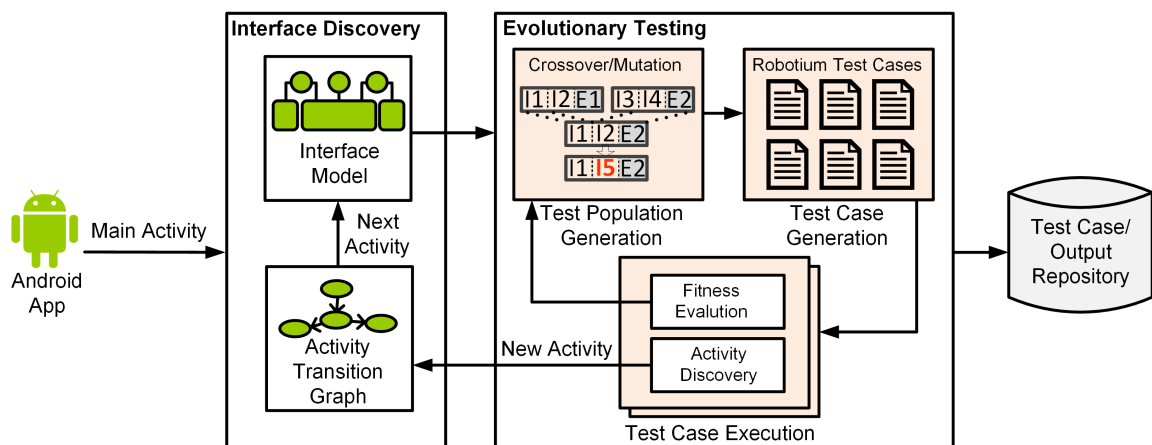 Interface Discovery
Evolutionary Testing
Android
App
Main Activity
Interface
Model
Next
Activity
Activity
Transition
Graph
Crossover/Mutation
I1 I2 E1 I3 I4 E2
I1 I2 E2
I1 I5 E2
Test Population
Generation
Robotium Test Cases
Test Case
Generation
Fitness
Evalution
New Activity
Activity
Discovery
Test Case Execution
Test Case/
Output
Repository